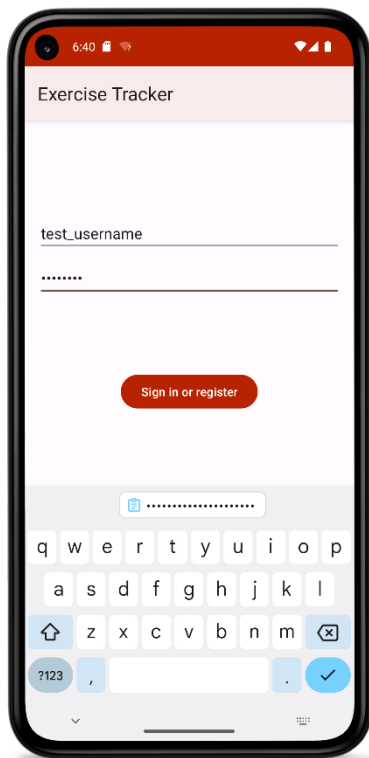 6:40
Exercise Tracker
test_username
••••••••
Sign in or register
•••••••••••••••••••••
q w e r t y u i o p
a s d f g h j k l
z x c v b n m
?123 , .